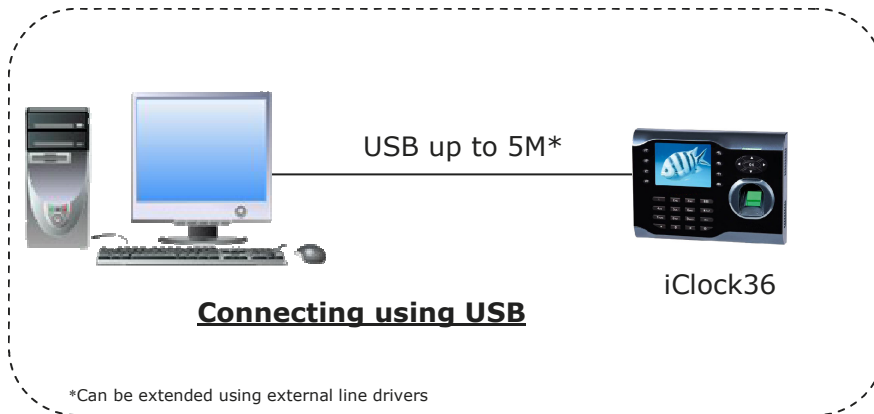 USB up to 5M*
iClock36
Connecting using USB
*Can be extended using external line drivers